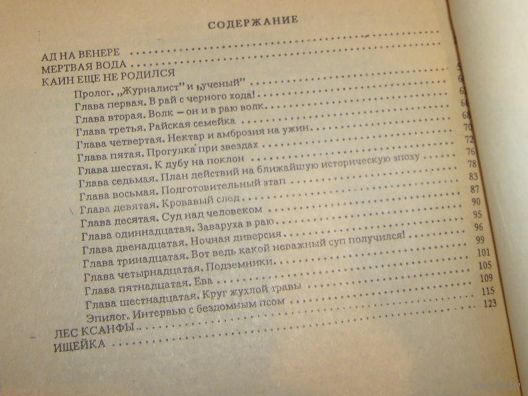 СОДЕРЖАНИЕ
АД НА ВЕНЕРЕ
МЕРТВАЯ ВОДА
КАИН ЕЩЕ НЕ РОДИЛСЯ
Пролог. „Журналист” и „ученый”
Глава первая. В рай с черного хода!
Глава вторая. Волк — он и в раю волк
Глава третья. Райская семейка
Глава четвертая. Нектар и амброзия на ужин
Глава пятая. Прогулка при звездах 70
Глава шестая. К дубу на поклон 72
Глава седьмая. План действий на ближайшую историческую эпоху 76
Глава восьмая. Подготовительный этап 78
Глава девятая. Кровавый след 83
Глава десятая. Суд над человеком 87
Глава одиннадцатая. Заваруха в раю 90
Глава двенадцатая. Ночная диверсия 95
Глава тринадцатая. Вот ведь какой неважный суп получился! 96
Глава четырнадцатая. Подземники 99
Глава пятнадцатая. Ева 101
Глава шестнадцатая. Круг жухлой травы 105
Эпилог. Интервью с бездомным псом 109
ЛЕС КСАНФЫ 115
ИЩЕЙКА 123